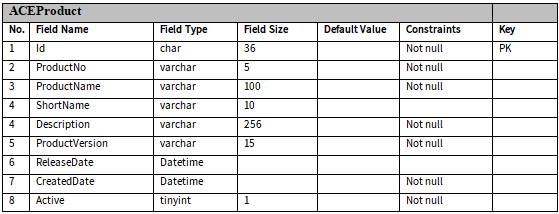 ACEProduct
No. Field Name Field Type Field Size Default Value Constraints Key
1 Id char 36 Not null PK
2 ProductNo varchar 5 Not null
3 ProductName varchar 100 Not null
4 ShortName varchar 10
4 Description varchar 256 Not null
5 ProductVersion varchar 15 Not null
6 ReleaseDate Datetime
7 CreatedDate Datetime Not null
8 Active tinyint 1 Not null